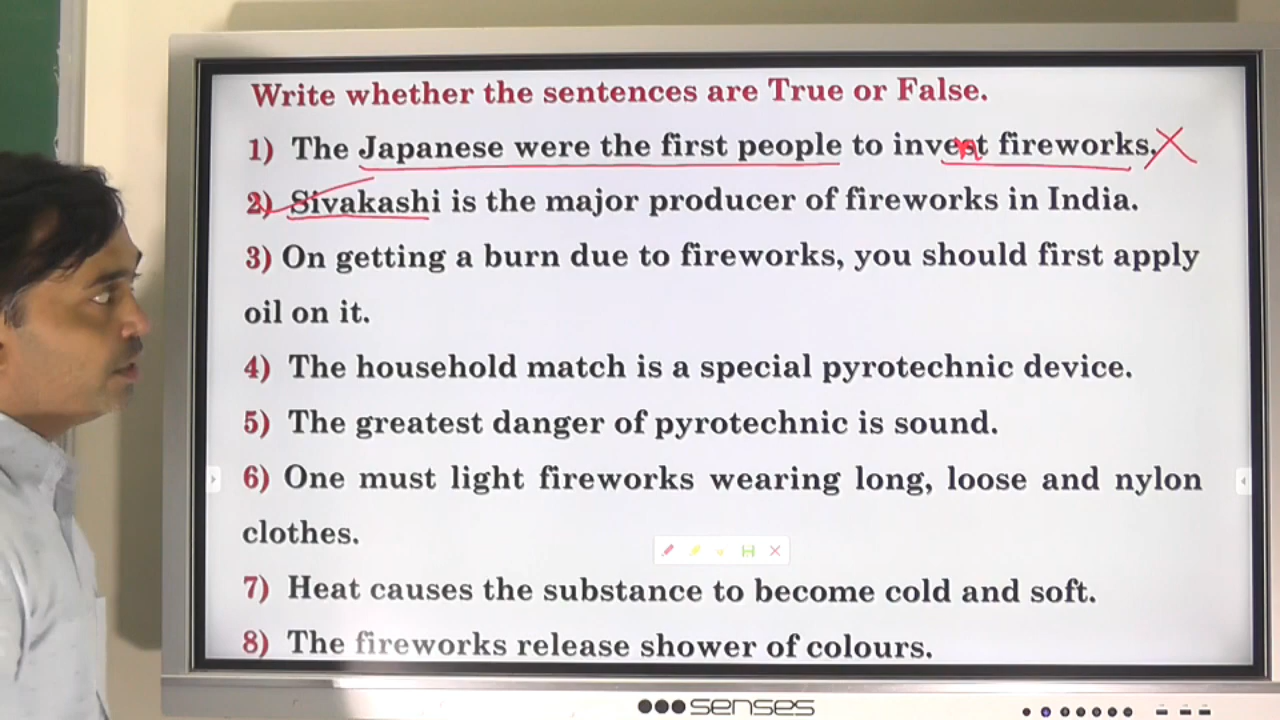 Write whether the sentences are True or False.
1) The Japanese were the first people to invent fireworks.
2) Sivakashi is the major producer of fireworks in India.
3) On getting a burn due to fireworks, you should first apply
oil on it.
4) The household match is a special pyrotechnic device.
5) The greatest danger of pyrotechnic is sound.
6) One must light fireworks wearing long, loose and nylon
clothes.
7) Heat causes the substance to become cold and soft.
8) The fireworks release shower of colours.
senses